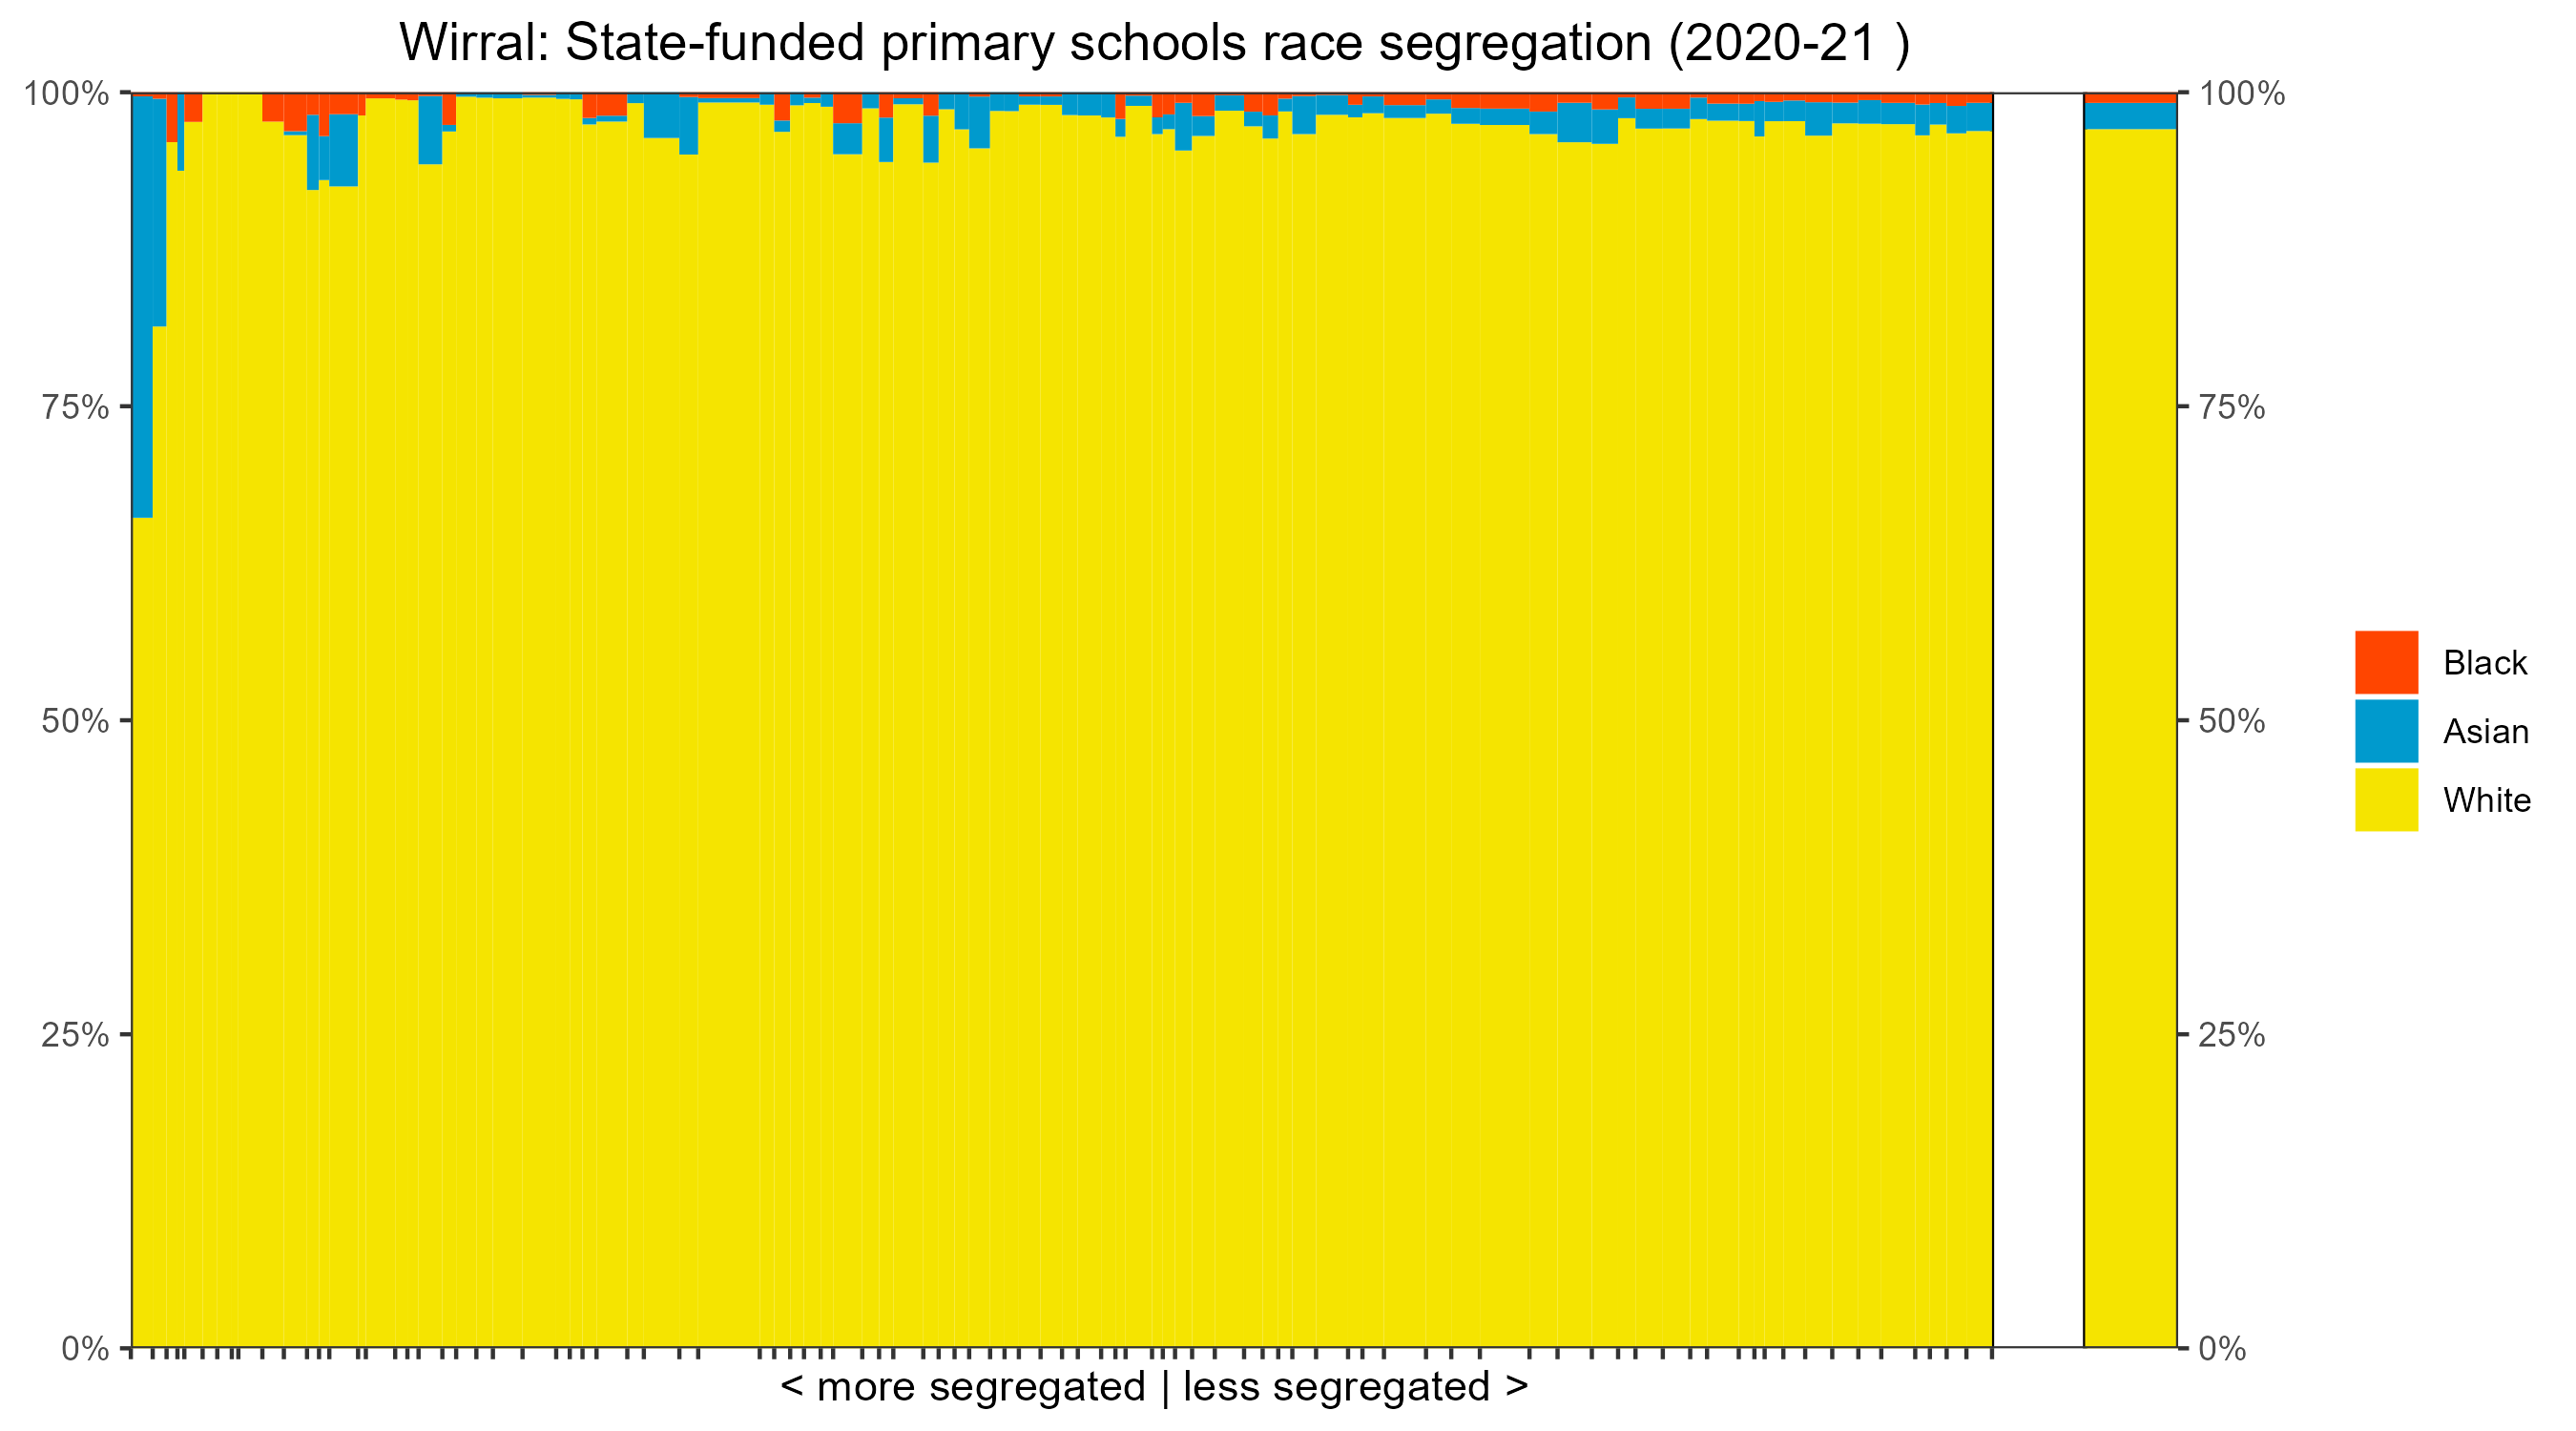 Wirral: State-funded primary schools race segregation (2020-21 )
100%
75%
50%
25%
0%
100%
75%
50%
25%
0%
Black
Asian
White
< more segregated | less segregated >